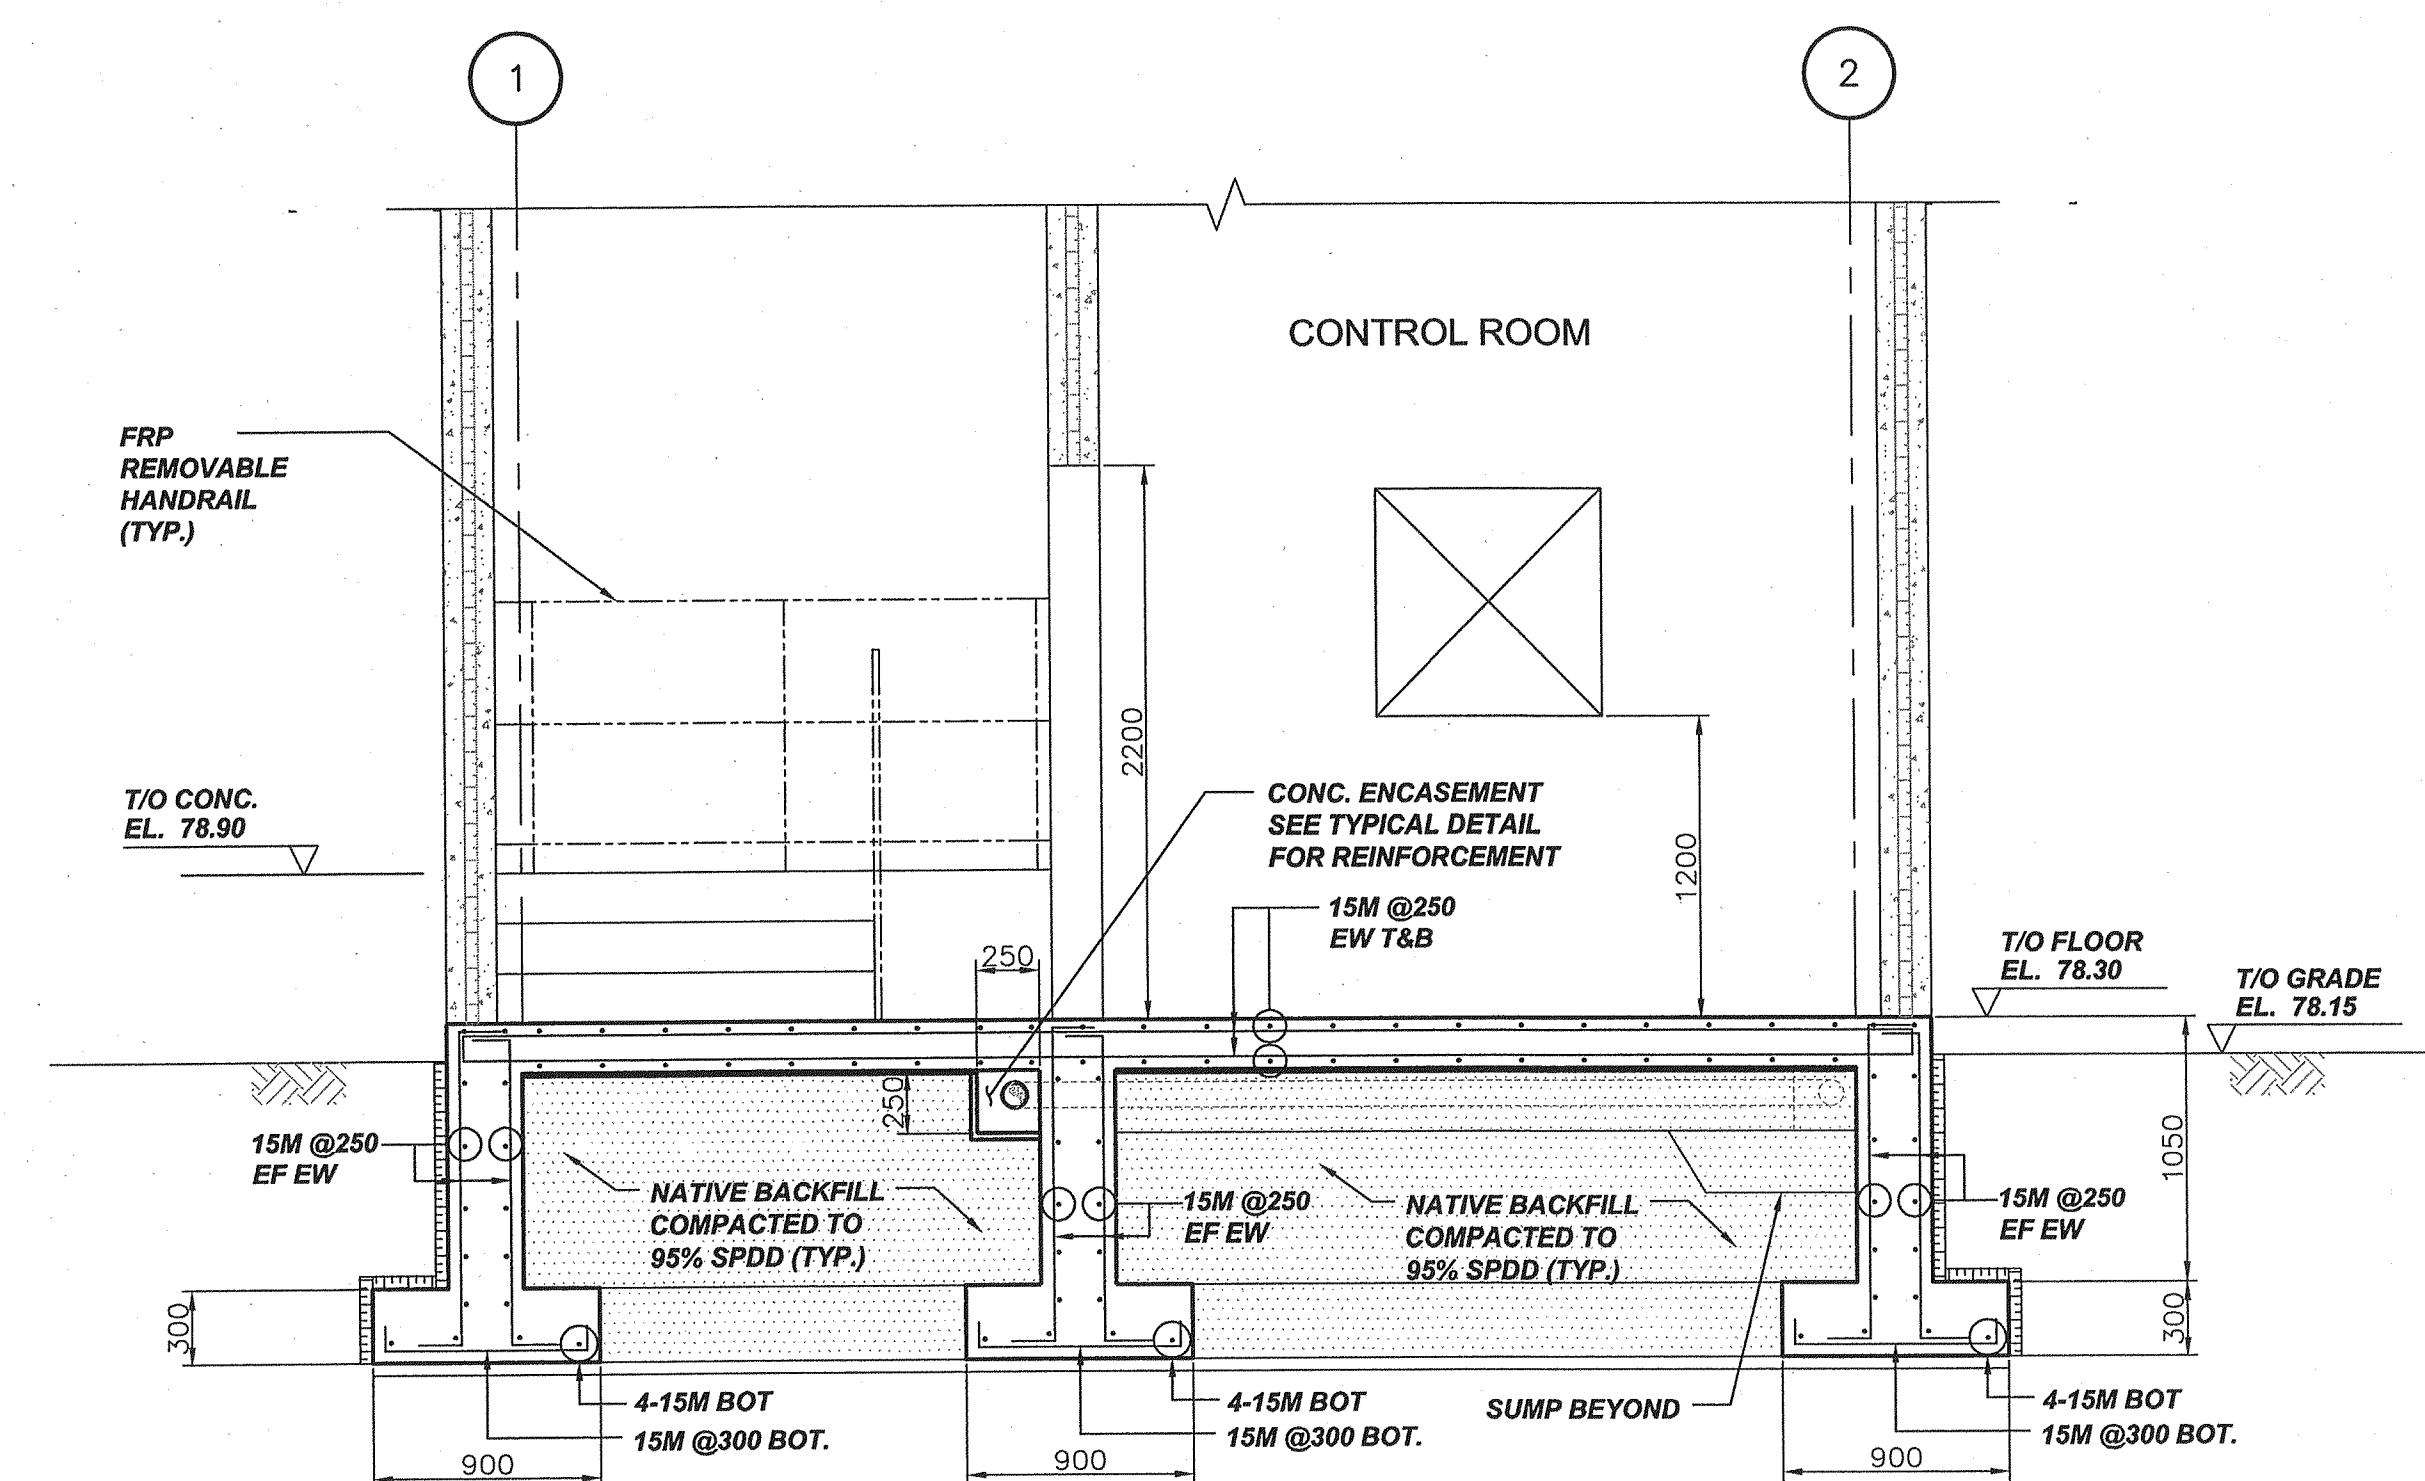 1
2
CONTROL ROOM
FRP
REMOVABLE
HANDRAIL
(TYP.)
2200
T/O CONC.
EL. 78.90
CONC. ENCASEMENT
SEE TYPICAL DETAIL
FOR REINFORCEMENT
1200
15M @250
EW T&B
250
T/O FLOOR
EL. 78.30
T/O GRADE
EL. 78.15
250
15M @250
EF EW
NATIVE BACKFILL
COMPACTED TO
95% SPDD (TYP.)
15M @250
EF EW
NATIVE BACKFILL
COMPACTED TO
95% SPDD (TYP.)
15M @250
EF EW
1050
300
300
4-15M BOT
15M @300 BOT.
4-15M BOT
15M @300 BOT.
SUMP BEYOND
4-15M BOT
15M @300 BOT.
900
900
900